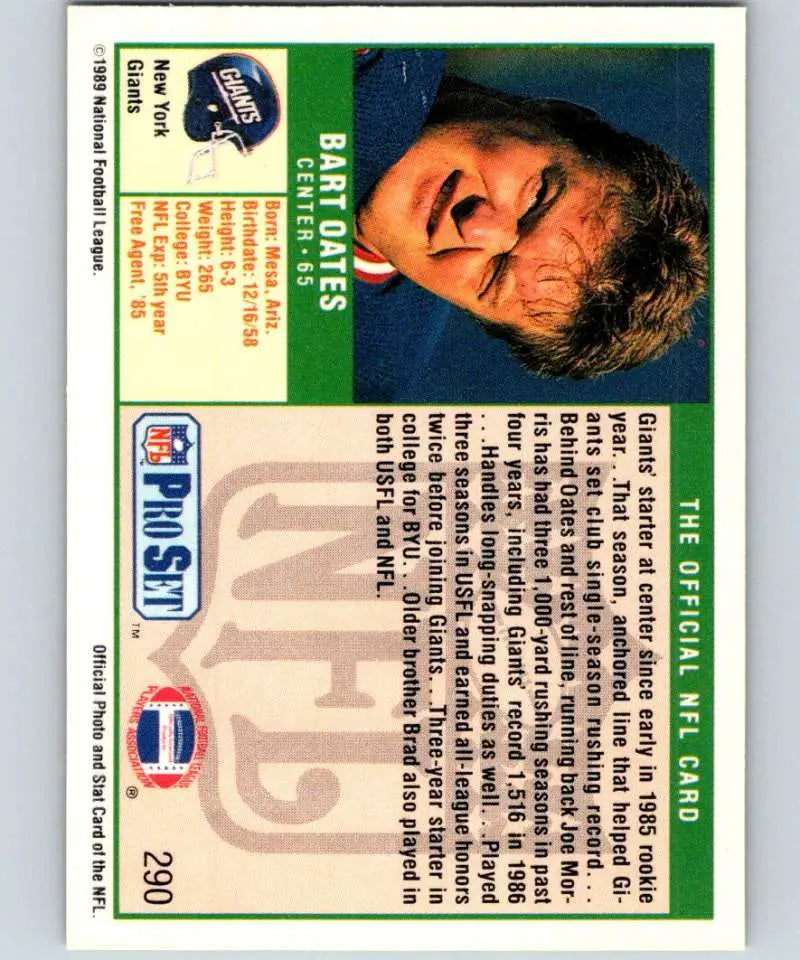 THE OFFICIAL NFL CARD
BART OATES
CENTER • 65
GIANTS
New York
Giants
Born: Mesa, Ariz.
Birthdate: 12/16/58
Height: 6-3
Weight: 265
College: BYU
NFL Exp: 5th year
Free Agent, '85
Giants' starter at center since early in 1985 rookie
year. . That season, anchored line that helped Gi-
ants set club single-season rushing record. . .
Behind Oates and rest of line, running back Joe Mor-
ris has had three 1,000-yard rushing seasons in past
four years, including Giants' record 1,516 in 1986
. . .Handles long-snapping duties as well. . .Played
three seasons in USFL and earned all-league honors
twice before joining Giants. . .Three-year starter in
college for BYU. . .Older brother Brad also played in
both USFL and NFL.
NFL
NFL
PRO SET
TM
NATIONAL FOOTBALL LEAGUE
PLAYERS ASSOCIATION
®
290
©1989 National Football League.
Official Photo and Stat Card of the NFL.